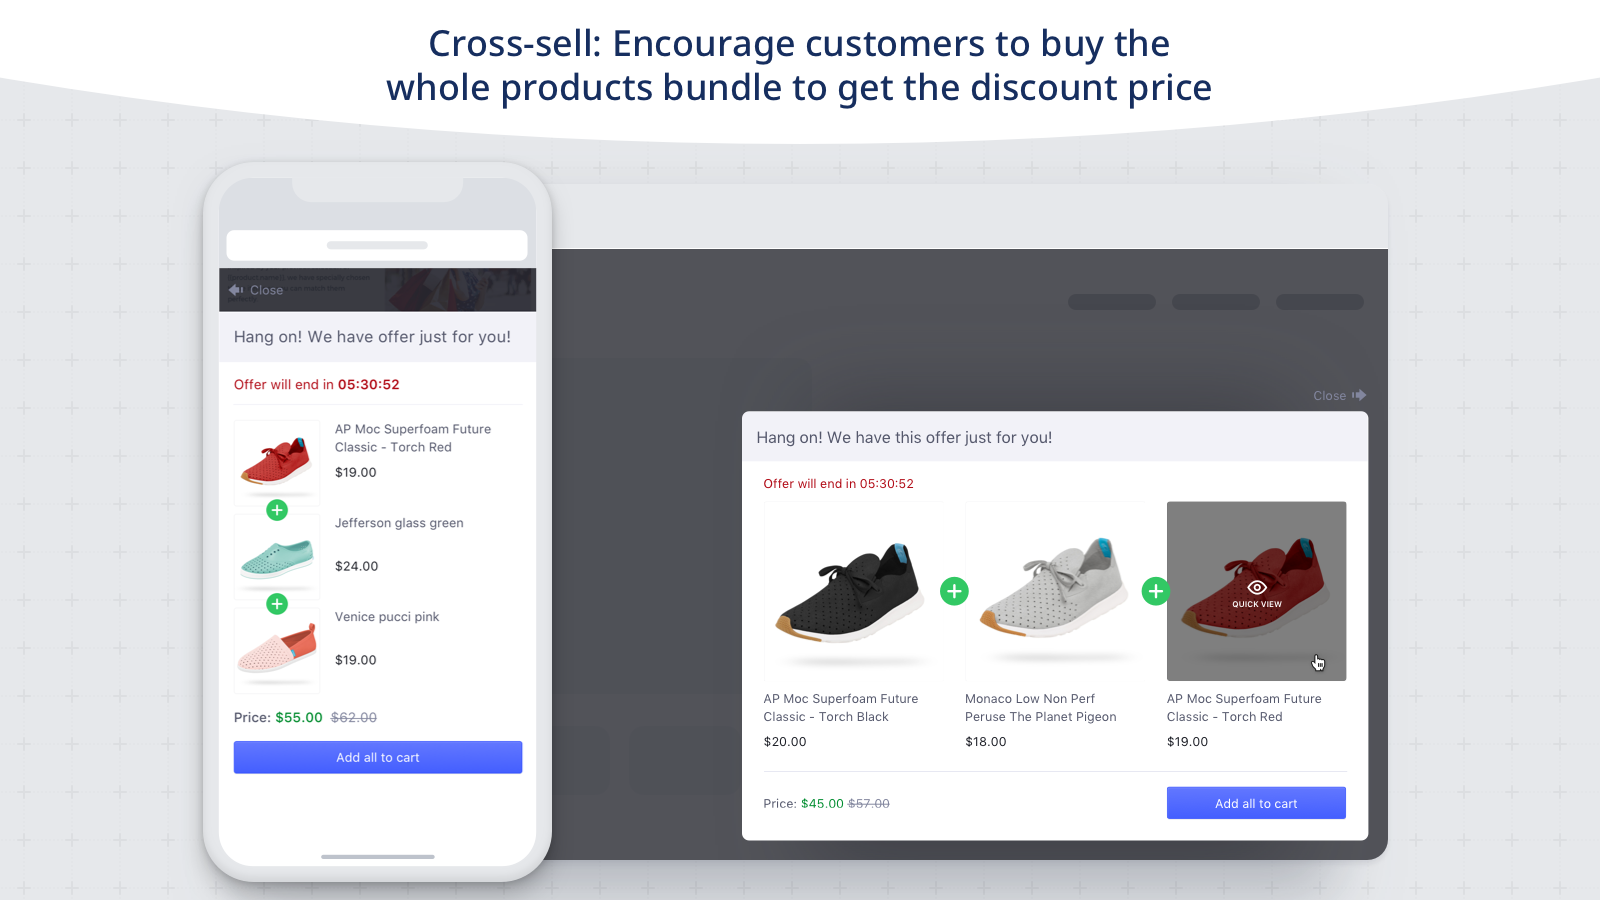 Cross-sell: Encourage customers to buy the
whole products bundle to get the discount price
Close
Hang on! We have offer just for you!
Offer will end in 05:30:52
AP Moc Superfoam Future
Classic - Torch Red
$19.00
Jefferson glass green
$24.00
Venice pucci pink
$19.00
Price: $55.00 $62.00
Add all to cart
Close
Hang on! We have this offer just for you!
Offer will end in 05:30:52
QUICK VIEW
AP Moc Superfoam Future
Classic - Torch Black
$20.00
Monaco Low Non Perf
Peruse The Planet Pigeon
$18.00
AP Moc Superfoam Future
Classic - Torch Red
$19.00
Price: $45.00 $57.00
Add all to cart